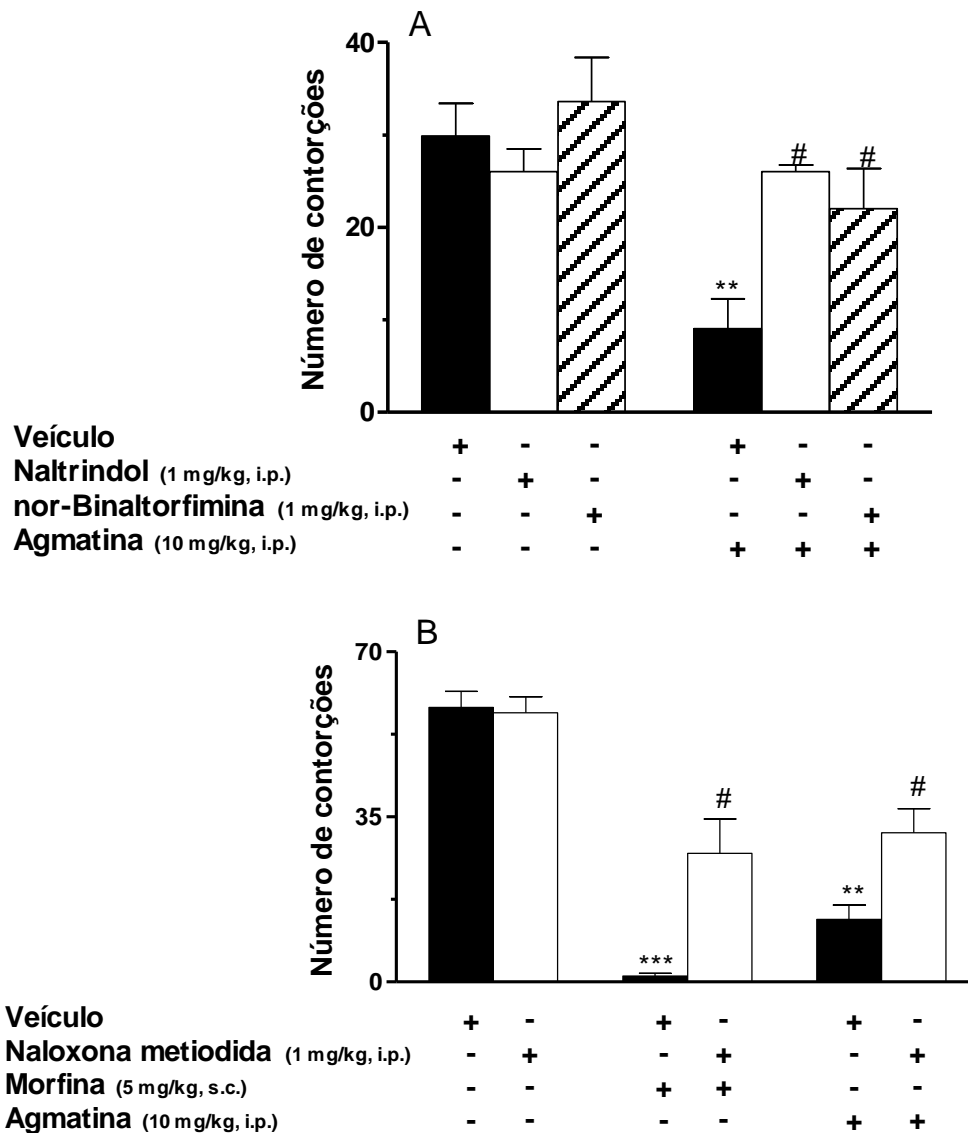 A
Número de contorções
40
20
0
**
#
#
Veículo + - - + - -
Naltrindol (1 mg/kg, i.p.) - + - - + -
nor-Binaltorfimina (1 mg/kg, i.p.) - - + - - +
Agmatina (10 mg/kg, i.p.) - - - + + +
B
Número de contorções
70
35
0
***
#
**
#
Veículo + - + - + -
Naloxona metiodida (1 mg/kg, i.p.) - + - + - +
Morfina (5 mg/kg, s.c.) - - + + - -
Agmatina (10 mg/kg, i.p.) - - - - + +